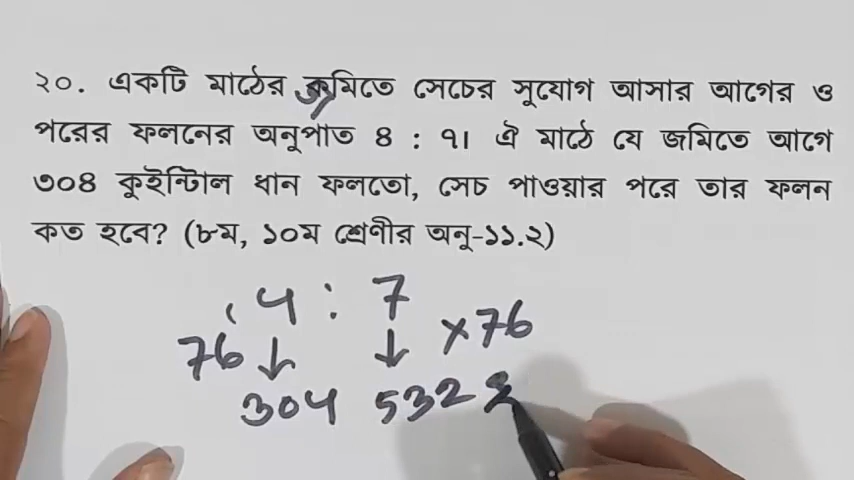 ২০. একটি মাঠের জমিতে সেচের সুযোগ আসার আগের ও
পরের ফলনের অনুপাত ৪ : ৭। ঐ মাঠে যে জমিতে আগে
৩০৪ কুইন্টাল ধান ফলতো, সেচ পাওয়ার পরে তার ফলন
কত হবে? (৮ম, ১০ম শ্রেণীর অনু-১১.২)
4 : 7
76 ↓ ↓ ×76
304 532